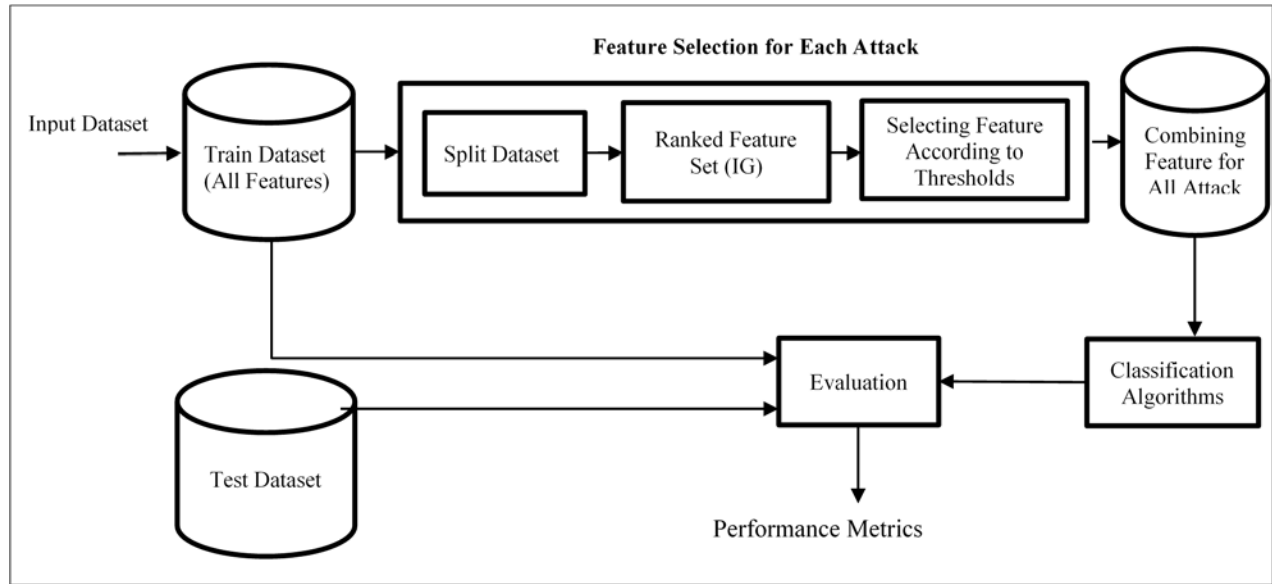 Feature Selection for Each Attack
Input Dataset
Train Dataset
(All Features)
Split Dataset
Ranked Feature
Set (IG)
Selecting Feature
According to
Thresholds
Combining
Feature for
All Attack
Evaluation
Classification
Algorithms
Test Dataset
Performance Metrics